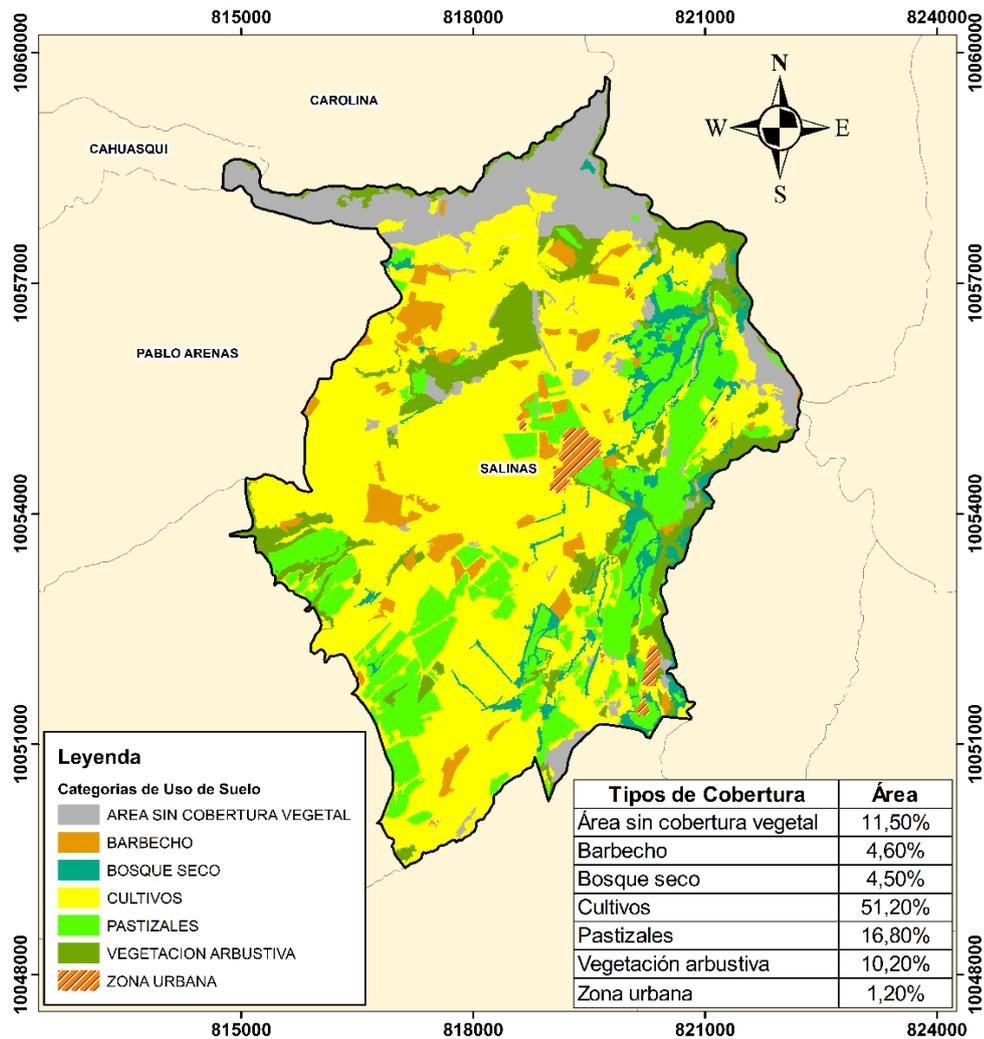 815000 818000 821000 824000
10060000 10060000
N
W E
S
CAROLINA
CAHUASQUI
10057000 10057000
PABLO ARENAS
SALINAS
10054000 10054000
10051000 10051000
Leyenda
Categorias de Uso de Suelo
AREA SIN COBERTURA VEGETAL
BARBECHO
BOSQUE SECO
CULTIVOS
PASTIZALES
VEGETACION ARBUSTIVA
ZONA URBANA
Tipos de Cobertura Área
Área sin cobertura vegetal 11,50%
Barbecho 4,60%
Bosque seco 4,50%
Cultivos 51,20%
Pastizales 16,80%
Vegetación arbustiva 10,20%
Zona urbana 1,20%
10048000 10048000
815000 818000 821000 824000